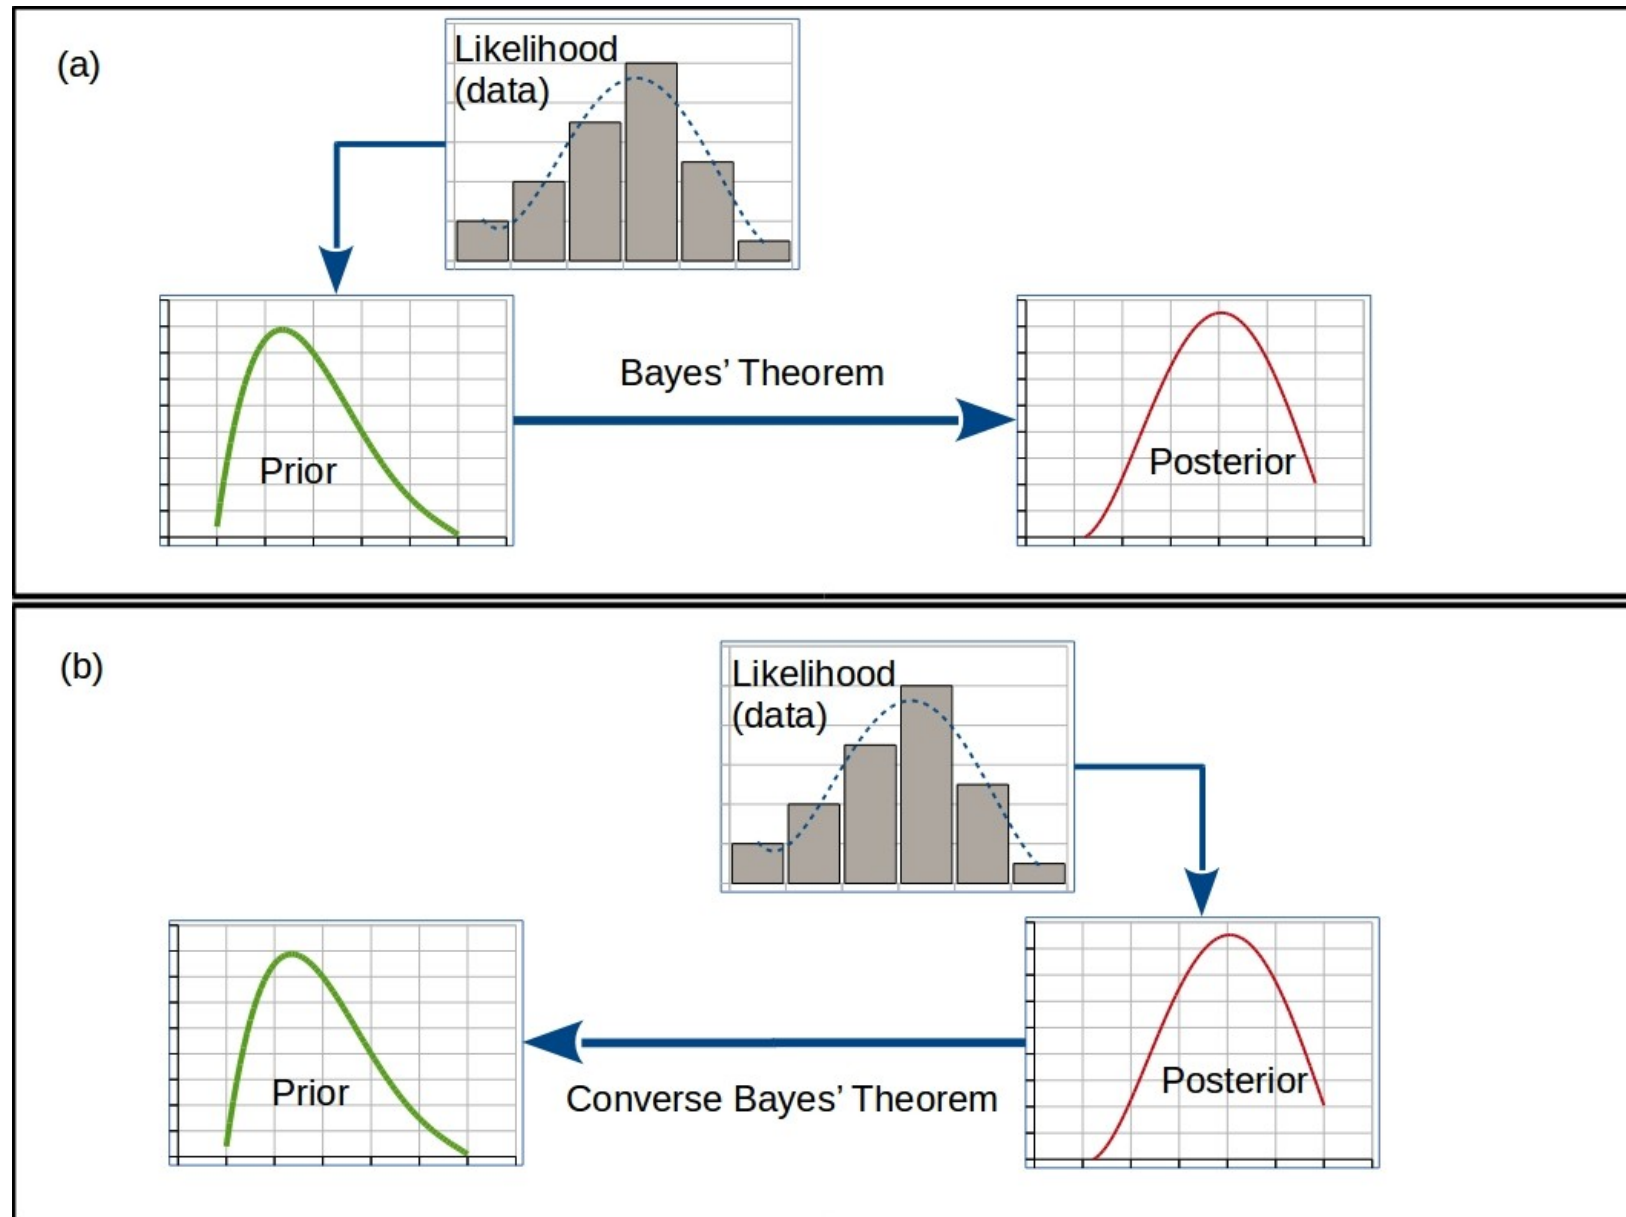 (a)
Likelihood
(data)
Bayes’ Theorem
Prior
Posterior
(b)
Likelihood
(data)
Prior
Posterior
Converse Bayes’ Theorem